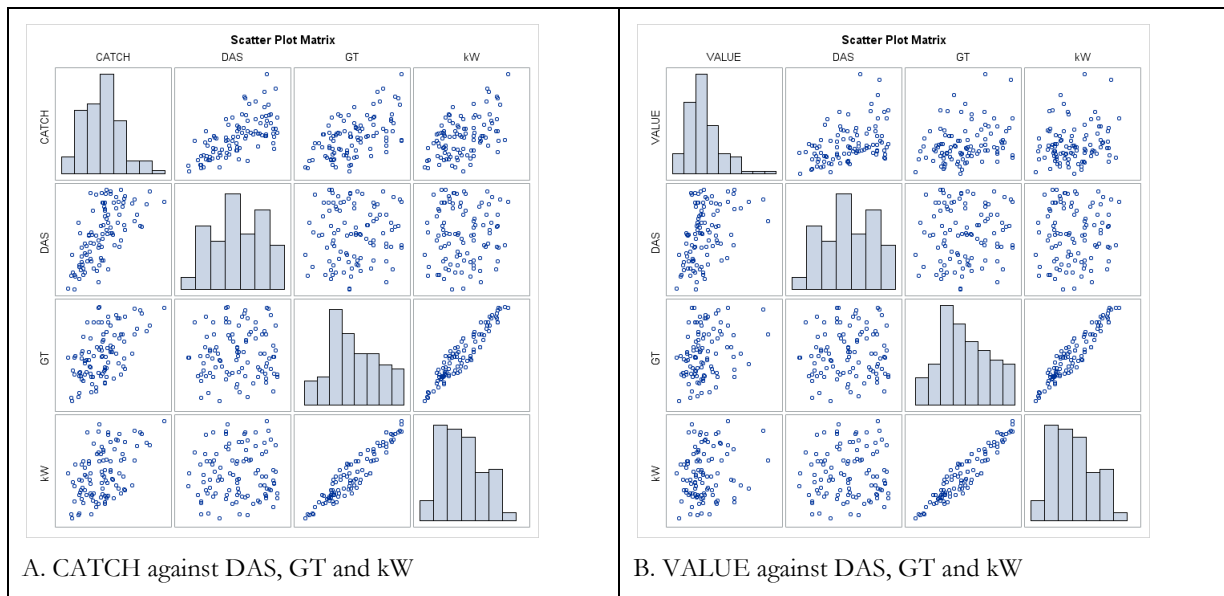 Scatter Plot Matrix
CATCH DAS GT kW
CATCH
DAS
GT
kW
A. CATCH against DAS, GT and kW
Scatter Plot Matrix
VALUE DAS GT kW
VALUE
DAS
GT
kW
B. VALUE against DAS, GT and kW